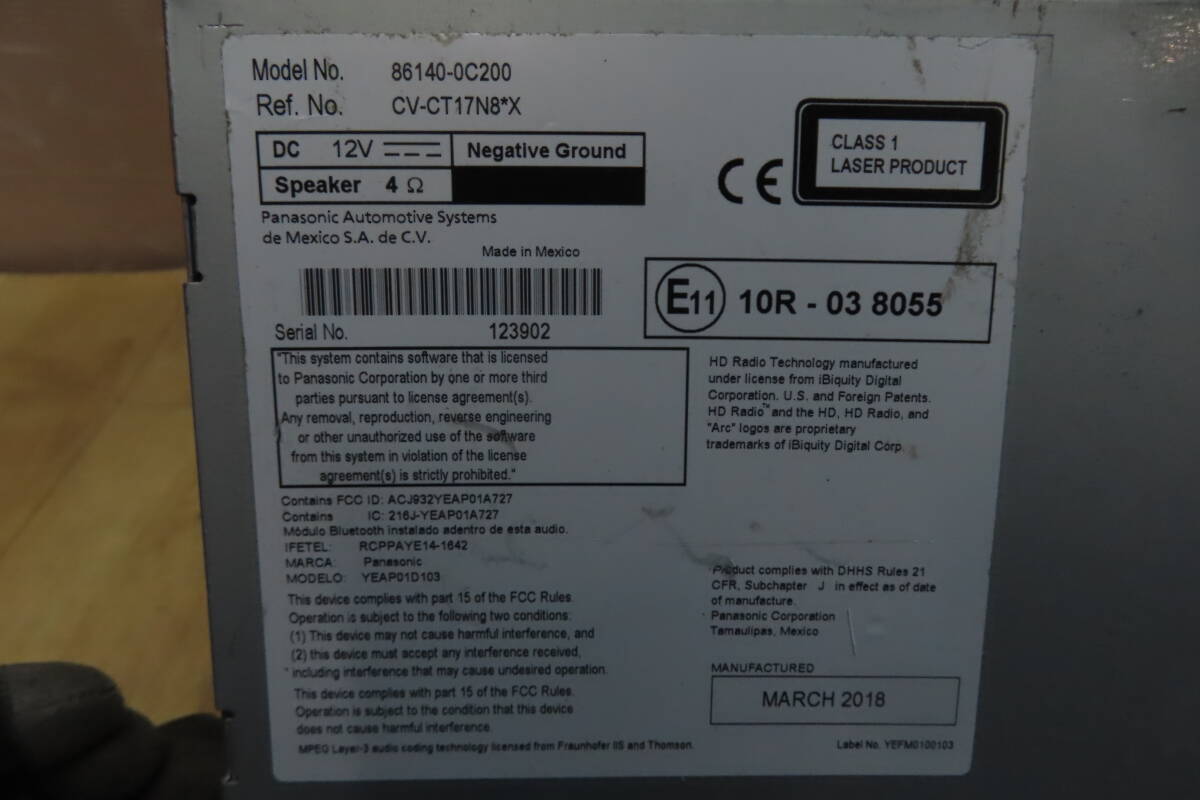 Model No. 86140-0C200
Ref. No. CV-CT17N8*X
DC 12V Negative Ground
Speaker 4 Ω
CE
CLASS 1
LASER PRODUCT
Panasonic Automotive Systems
de Mexico S.A. de C.V.
Made in Mexico
Serial No. 123902
E11 10R - 03 8055
"This system contains software that is licensed
to Panasonic Corporation by one or more third
parties pursuant to license agreement(s).
Any removal, reproduction, reverse engineering
or other unauthorized use of the software
from this system in violation of the license
agreement(s) is strictly prohibited."
HD Radio Technology manufactured
under license from iBiquity Digital
Corporation. U.S. and Foreign Patents.
HD Radio™ and the HD, HD Radio, and
"Arc" logos are proprietary
trademarks of iBiquity Digital Corp.
Contains FCC ID: ACJ932YEAP01A727
Contains IC: 216J-YEAP01A727
Módulo Bluetooth instalado adentro de esta audio.
IFETEL: RCPPAYE14-1642
MARCA: Panasonic
MODELO: YEAP01D103
This device complies with part 15 of the FCC Rules.
Operation is subject to the following two conditions:
(1) This device may not cause harmful interference, and
(2) this device must accept any interference received,
including interference that may cause undesired operation.
This device complies with part 15 of the FCC Rules.
Operation is subject to the condition that this device
does not cause harmful interference.
MPEG Layer-3 audio coding technology licensed from Fraunhofer IIS and Thomson.
Product complies with DHHS Rules 21
CFR, Subchapter J in effect as of date
of manufacture.
Panasonic Corporation
Tamaulipas, Mexico
MANUFACTURED
MARCH 2018
Label No. YEFM0100103